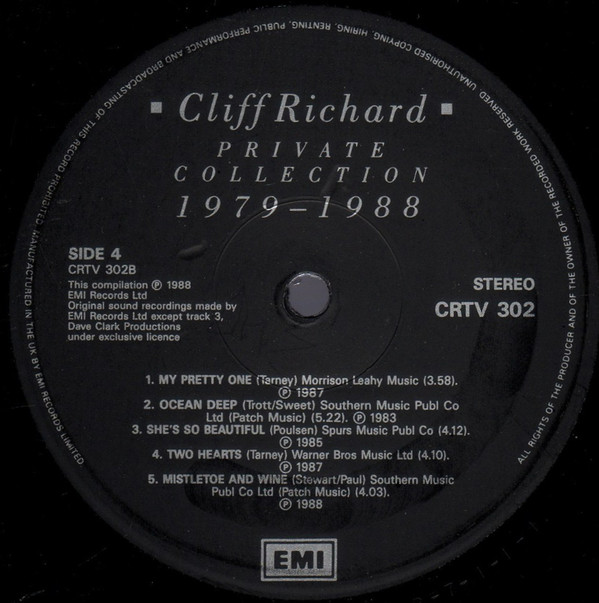 ALL RIGHTS OF THE PRODUCER AND OF THE OWNER OF THE RECORDED WORK RESERVED. UNAUTHORISED COPYING, HIRING, RENTING, PUBLIC PERFORMANCE AND BROADCASTING OF THIS RECORD PROHIBITED. MANUFACTURED IN THE UK BY EMI RECORDS LIMITED.
▪ Cliff Richard ▪
PRIVATE
COLLECTION
1979–1988
SIDE 4
CRTV 302B
This compilation ℗ 1988
EMI Records Ltd
Original sound recordings made by
EMI Records Ltd except track 3,
Dave Clark Productions
under exclusive licence
STEREO
CRTV 302
1. MY PRETTY ONE (Tarney) Morrison Leahy Music (3.58).
℗ 1987
2. OCEAN DEEP (Trott/Sweet) Southern Music Publ Co
Ltd (Patch Music) (5.22). ℗ 1983
3. SHE'S SO BEAUTIFUL (Poulsen) Spurs Music Publ Co (4.12).
℗ 1985
4. TWO HEARTS (Tarney) Warner Bros Music Ltd (4.10).
℗ 1987
5. MISTLETOE AND WINE (Stewart/Paul) Southern Music
Publ Co Ltd (Patch Music) (4.03).
℗ 1988
EMI